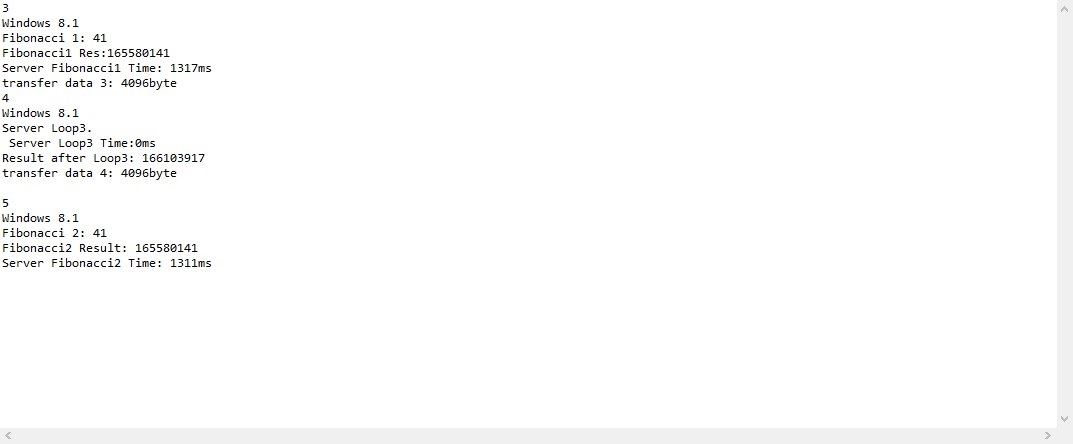 3
Windows 8.1
Fibonacci 1: 41
Fibonacci1 Res:165580141
Server Fibonacci1 Time: 1317ms
transfer data 3: 4096byte
4
Windows 8.1
Server Loop3.
Server Loop3 Time:0ms
Result after Loop3: 166103917
transfer data 4: 4096byte
5
Windows 8.1
Fibonacci 2: 41
Fibonacci2 Result: 165580141
Server Fibonacci2 Time: 1311ms